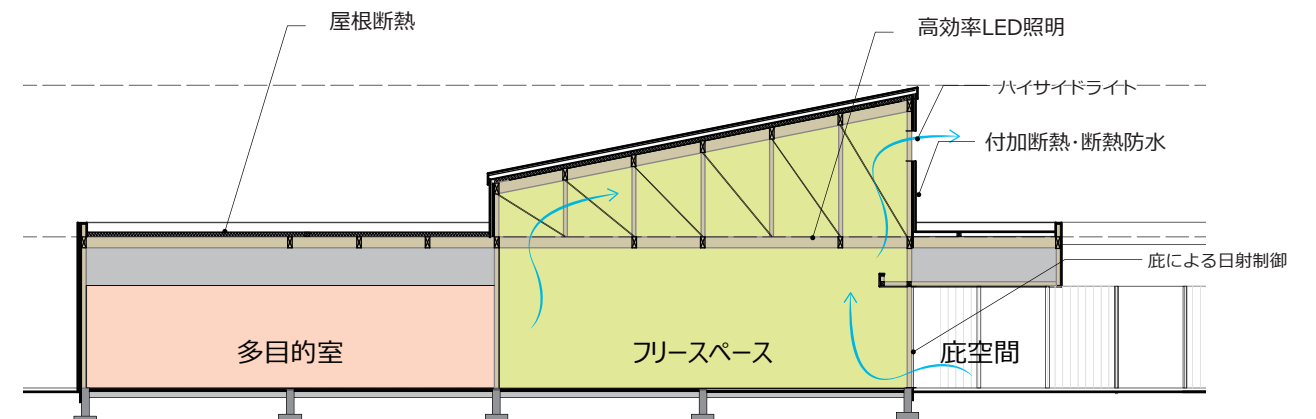 屋根断熱
高効率LED照明
ハイサイドライト
付加断熱・断熱防水
庇による日射制御
多目的室
フリースペース
庇空間